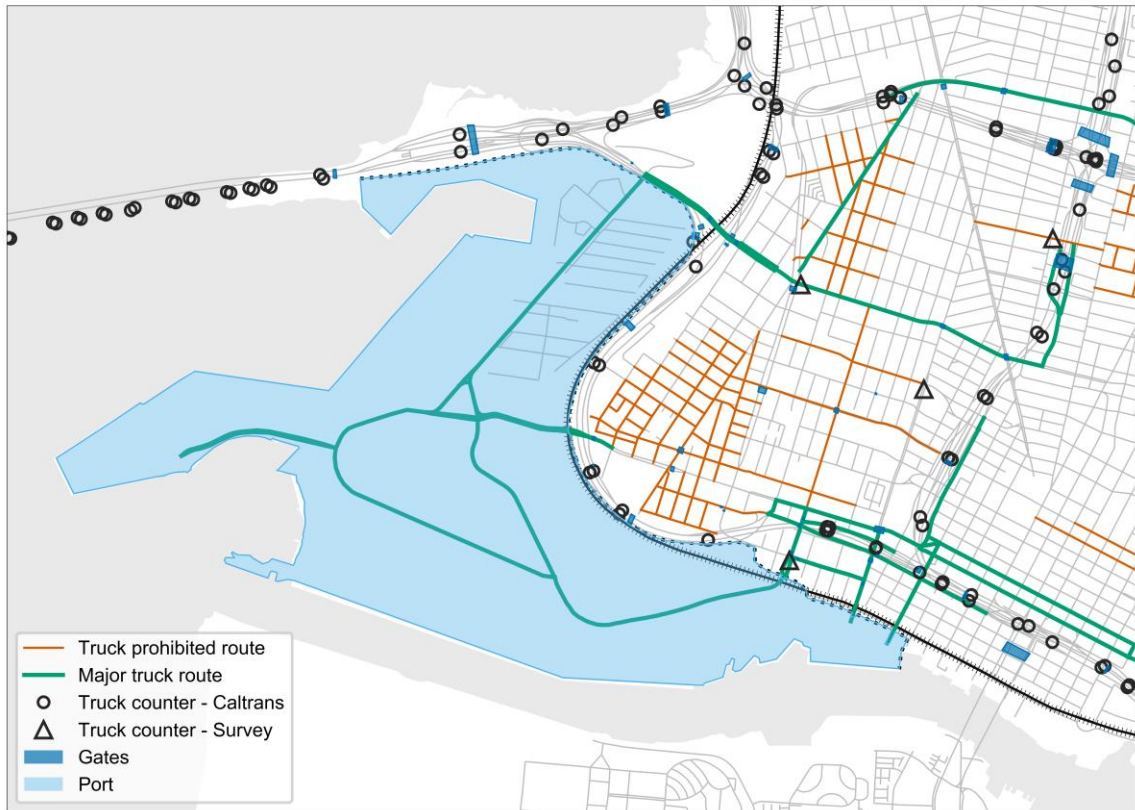 Truck prohibited route
Major truck route
Truck counter - Caltrans
Truck counter - Survey
Gates
Port